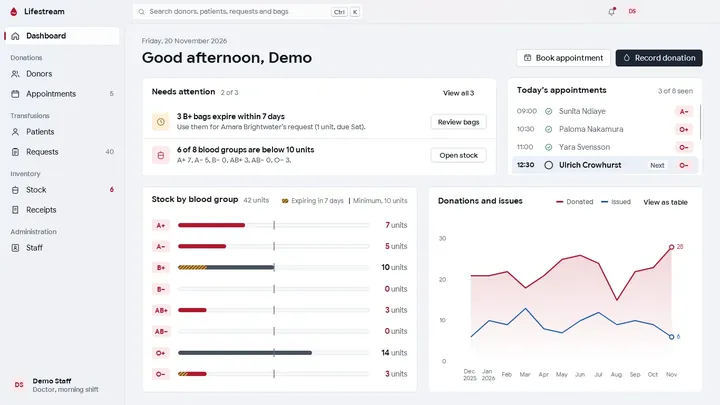 Lifestream
Search donors, patients, requests and bags
Ctrl K
DS
Dashboard
Donations
Donors
Appointments 5
Transfusions
Patients
Requests 40
Inventory
Stock 6
Receipts
Administration
Staff
DS
Demo Staff
Doctor, morning shift
Friday, 20 November 2026
Good afternoon, Demo
Book appointment
Record donation
Needs attention 2 of 3
View all 3
3 B+ bags expire within 7 days
Use them for Amara Brightwater's request (1 unit, due Sat).
Review bags
6 of 8 blood groups are below 10 units
A+ 7, A− 5, B− 0, AB+ 3, AB− 0, O− 3.
Open stock
Today's appointments 3 of 8 seen
09:00 Sunita Ndiaye A−
10:30 Paloma Nakamura O+
11:00 Yara Svensson O−
12:30 Ulrich Crowhurst Next O−
Stock by blood group 42 units
Expiring in 7 days
Minimum, 10 units
A+ 7 units
A− 5 units
B+ 10 units
B− 0 units
AB+ 3 units
AB− 0 units
O+ 14 units
O− 3 units
Donations and issues
Donated
Issued
View as table
30
20
10
0
28
6
Dec 2025
Jan 2026
Feb
Mar
Apr
May
Jun
Jul
Aug
Sep
Oct
Nov